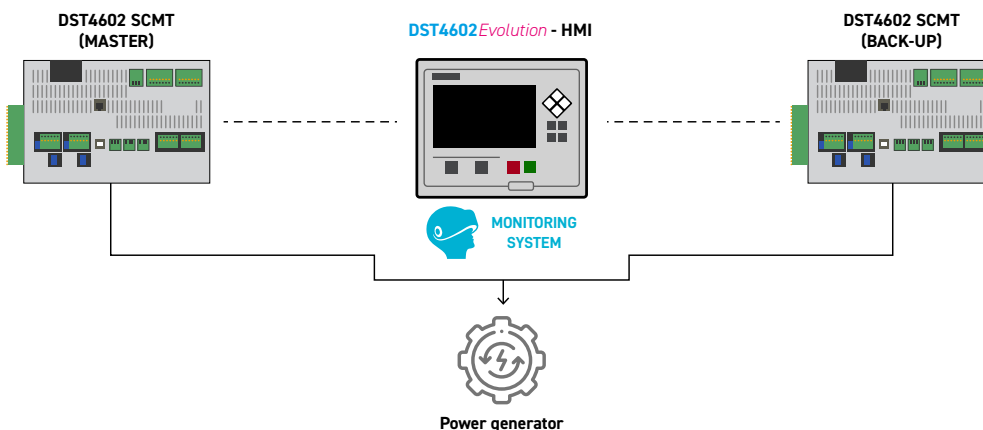 DST4602 SCMT
(MASTER)
DST4602Evolution - HMI
DST4602 SCMT
(BACK-UP)
MONITORING
SYSTEM
Power generator